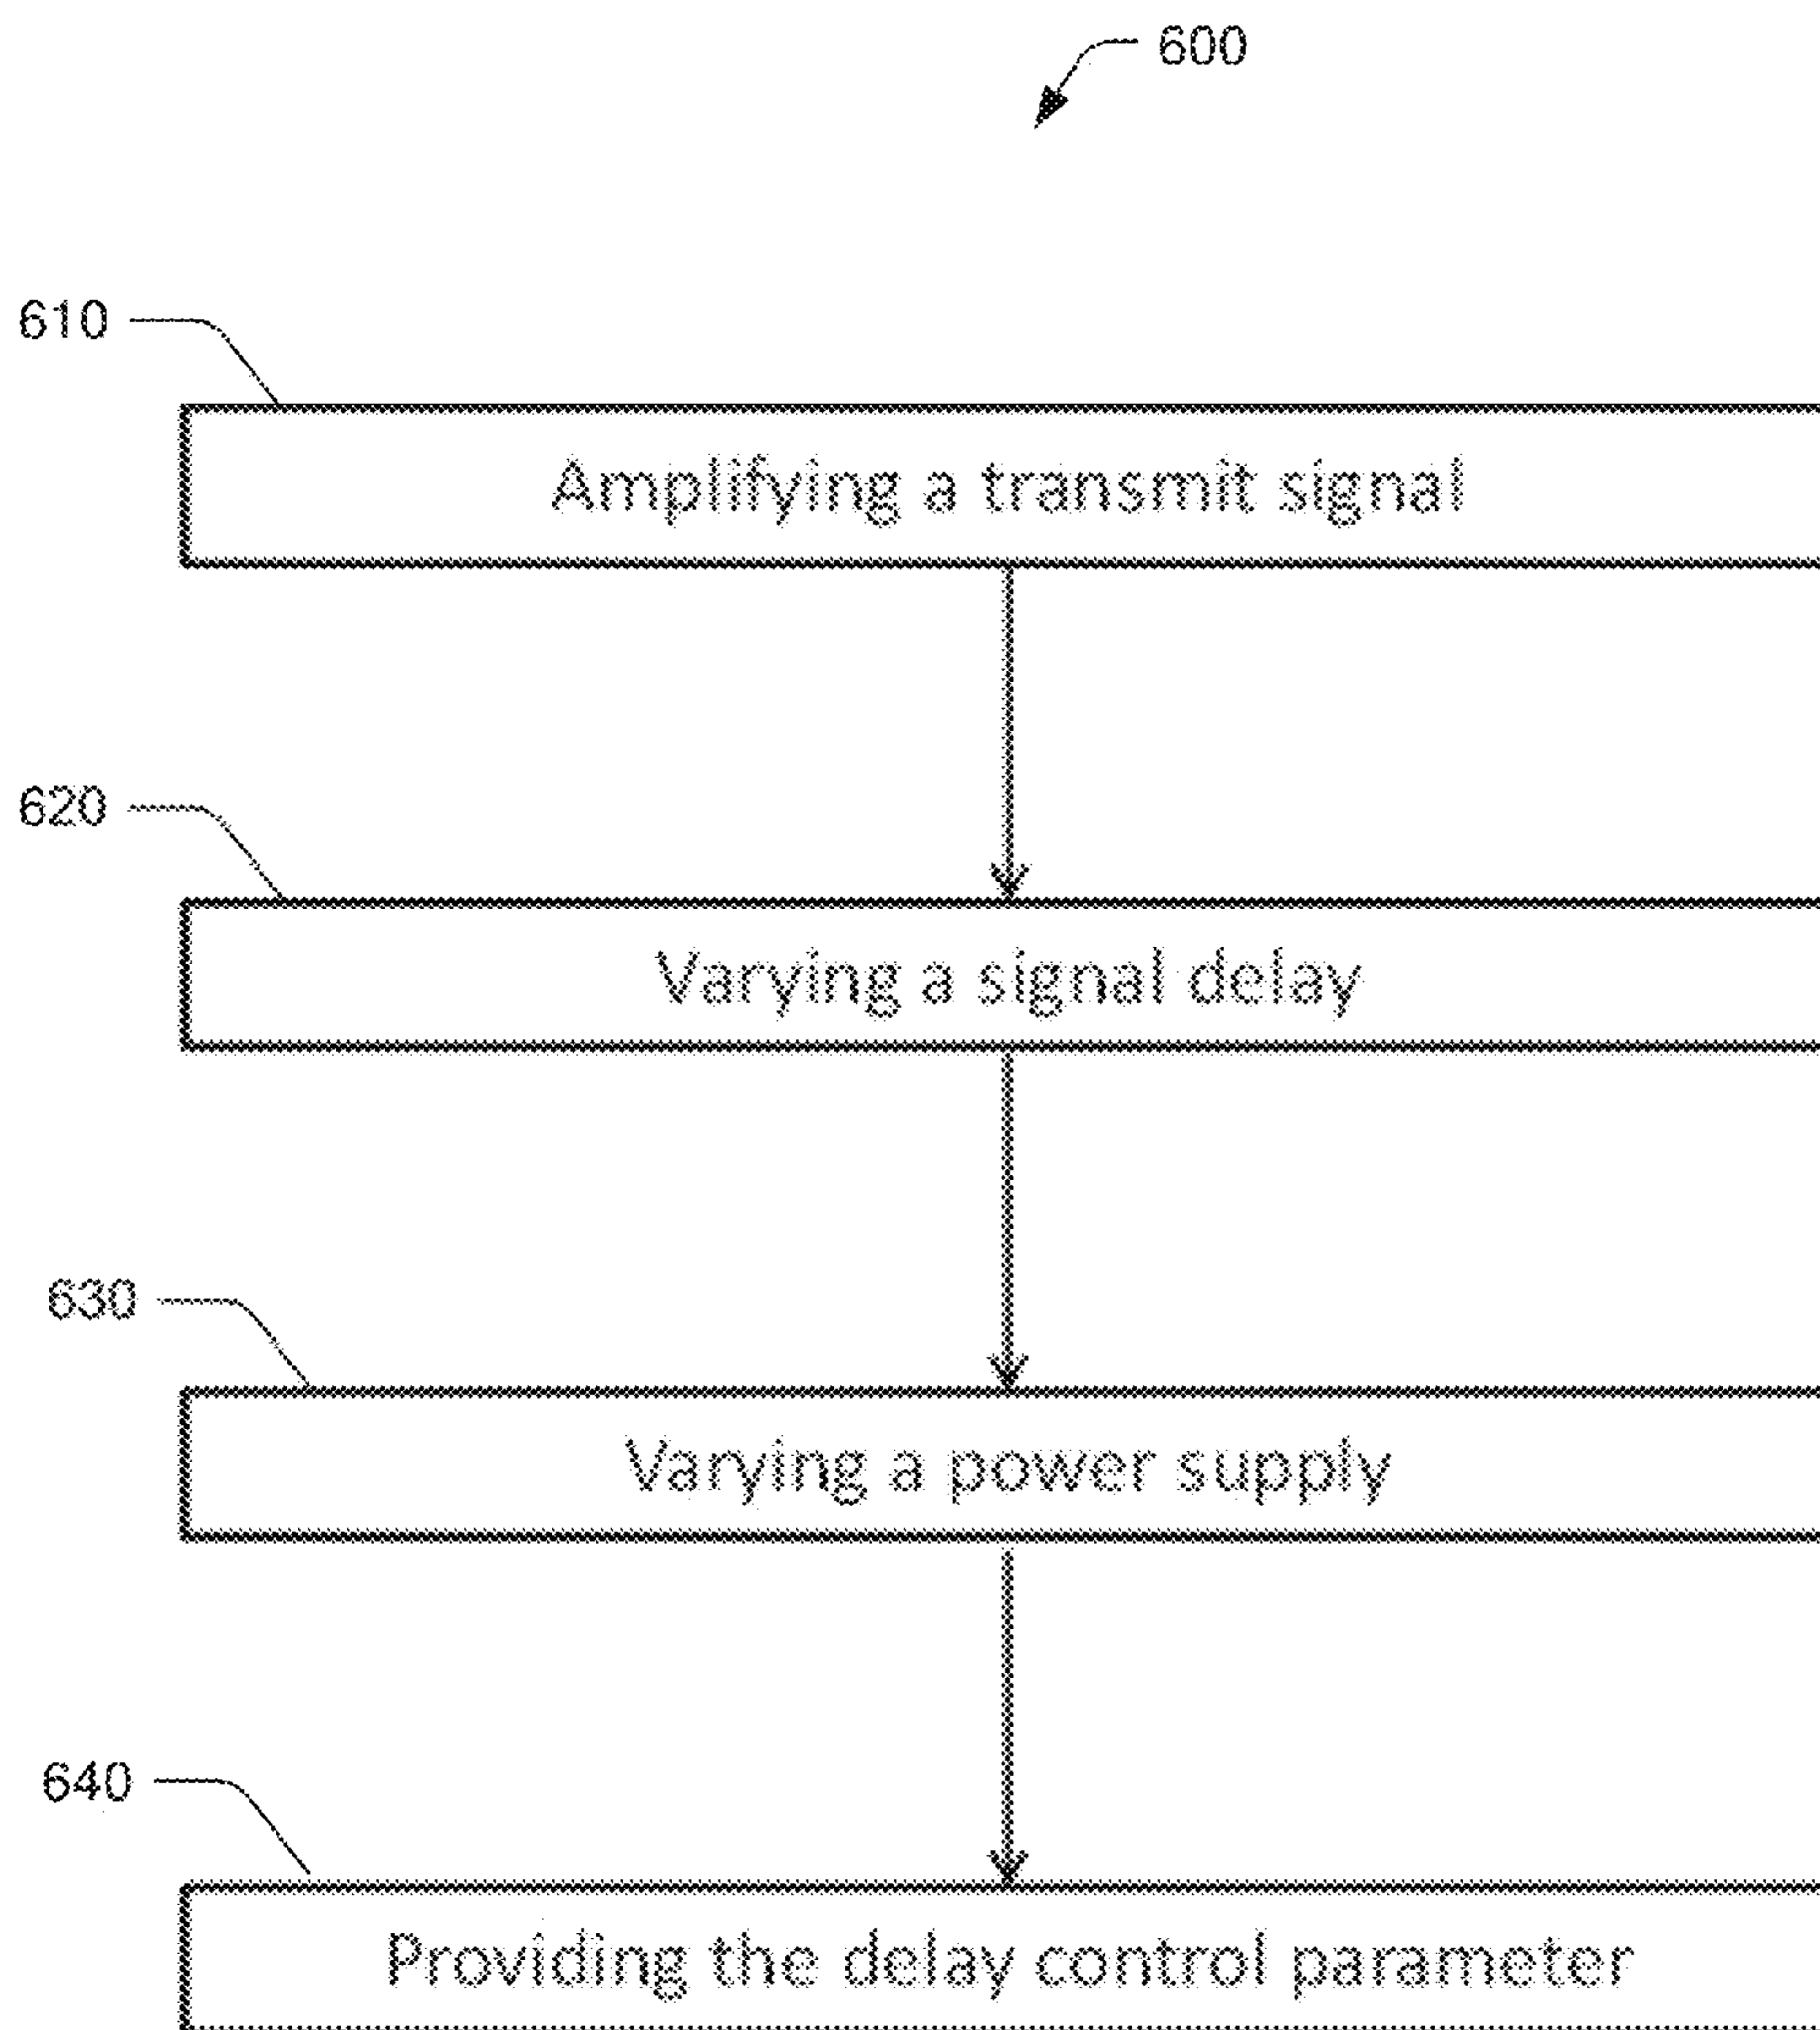 600
610
Amplifying a transmit signal
620
Varying a signal delay
630
Varying a power supply
640
Providing the delay control parameter